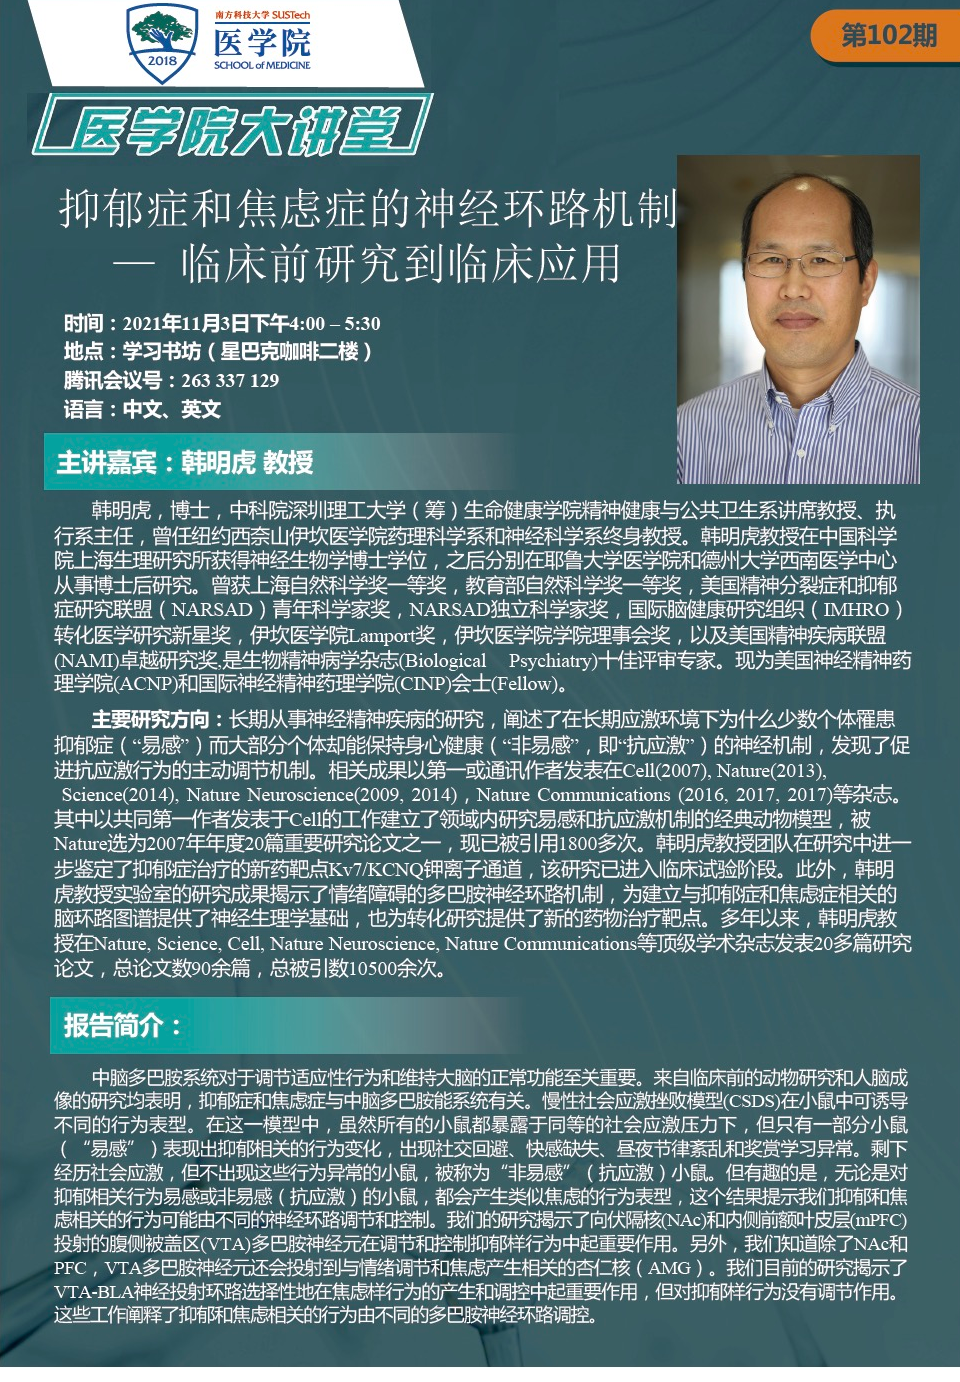 南方科技大学 SUSTech
医学院
SCHOOL of MEDICINE
2018
第102期
医学院大讲堂
抑郁症和焦虑症的神经环路机制
— 临床前研究到临床应用
时间：2021年11月3日下午4:00 – 5:30
地点：学习书坊（星巴克咖啡二楼）
腾讯会议号：263 337 129
语言：中文、英文
主讲嘉宾：韩明虎 教授
韩明虎，博士，中科院深圳理工大学（筹）生命健康学院精神健康与公共卫生系讲席教授、执
行系主任，曾任纽约西奈山伊坎医学院药理科学系和神经科学系终身教授。韩明虎教授在中国科学
院上海生理研究所获得神经生物学博士学位，之后分别在耶鲁大学医学院和德州大学西南医学中心
从事博士后研究。曾获上海自然科学奖一等奖，教育部自然科学奖一等奖，美国精神分裂症和抑郁
症研究联盟（NARSAD）青年科学家奖，NARSAD独立科学家奖，国际脑健康研究组织（IMHRO）
转化医学研究新星奖，伊坎医学院Lamport奖，伊坎医学院学院理事会奖，以及美国精神疾病联盟
(NAMI)卓越研究奖,是生物精神病学杂志(Biological Psychiatry)十佳评审专家。现为美国神经精神药
理学院(ACNP)和国际神经精神药理学院(CINP)会士(Fellow)。
主要研究方向：长期从事神经精神疾病的研究，阐述了在长期应激环境下为什么少数个体罹患
抑郁症（“易感”）而大部分个体却能保持身心健康（“非易感”，即“抗应激”）的神经机制，发现了促
进抗应激行为的主动调节机制。相关成果以第一或通讯作者发表在Cell(2007), Nature(2013),
Science(2014), Nature Neuroscience(2009, 2014)，Nature Communications (2016, 2017, 2017)等杂志。
其中以共同第一作者发表于Cell的工作建立了领域内研究易感和抗应激机制的经典动物模型，被
Nature选为2007年年度20篇重要研究论文之一，现已被引用1800多次。韩明虎教授团队在研究中进一
步鉴定了抑郁症治疗的新药靶点Kv7/KCNQ钾离子通道，该研究已进入临床试验阶段。此外，韩明
虎教授实验室的研究成果揭示了情绪障碍的多巴胺神经环路机制，为建立与抑郁症和焦虑症相关的
脑环路图谱提供了神经生理学基础，也为转化研究提供了新的药物治疗靶点。多年以来，韩明虎教
授在Nature, Science, Cell, Nature Neuroscience, Nature Communications等顶级学术杂志发表20多篇研究
论文，总论文数90余篇，总被引数10500余次。
报告简介：
中脑多巴胺系统对于调节适应性行为和维持大脑的正常功能至关重要。来自临床前的动物研究和人脑成
像的研究均表明，抑郁症和焦虑症与中脑多巴胺能系统有关。慢性社会应激挫败模型(CSDS)在小鼠中可诱导
不同的行为表型。在这一模型中，虽然所有的小鼠都暴露于同等的社会应激压力下，但只有一部分小鼠
（“易感”）表现出抑郁相关的行为变化，出现社交回避、快感缺失、昼夜节律紊乱和奖赏学习异常。剩下
经历社会应激，但不出现这些行为异常的小鼠，被称为“非易感”（抗应激）小鼠。但有趣的是，无论是对
抑郁相关行为易感或非易感（抗应激）的小鼠，都会产生类似焦虑的行为表型，这个结果提示我们抑郁和焦
虑相关的行为可能由不同的神经环路调节和控制。我们的研究揭示了向伏隔核(NAc)和内侧前额叶皮层(mPFC)
投射的腹侧被盖区(VTA)多巴胺神经元在调节和控制抑郁样行为中起重要作用。另外，我们知道除了NAc和
PFC，VTA多巴胺神经元还会投射到与情绪调节和焦虑产生相关的杏仁核（AMG）。我们目前的研究揭示了
VTA-BLA神经投射环路选择性地在焦虑样行为的产生和调控中起重要作用，但对抑郁样行为没有调节作用。
这些工作阐释了抑郁和焦虑相关的行为由不同的多巴胺神经环路调控。